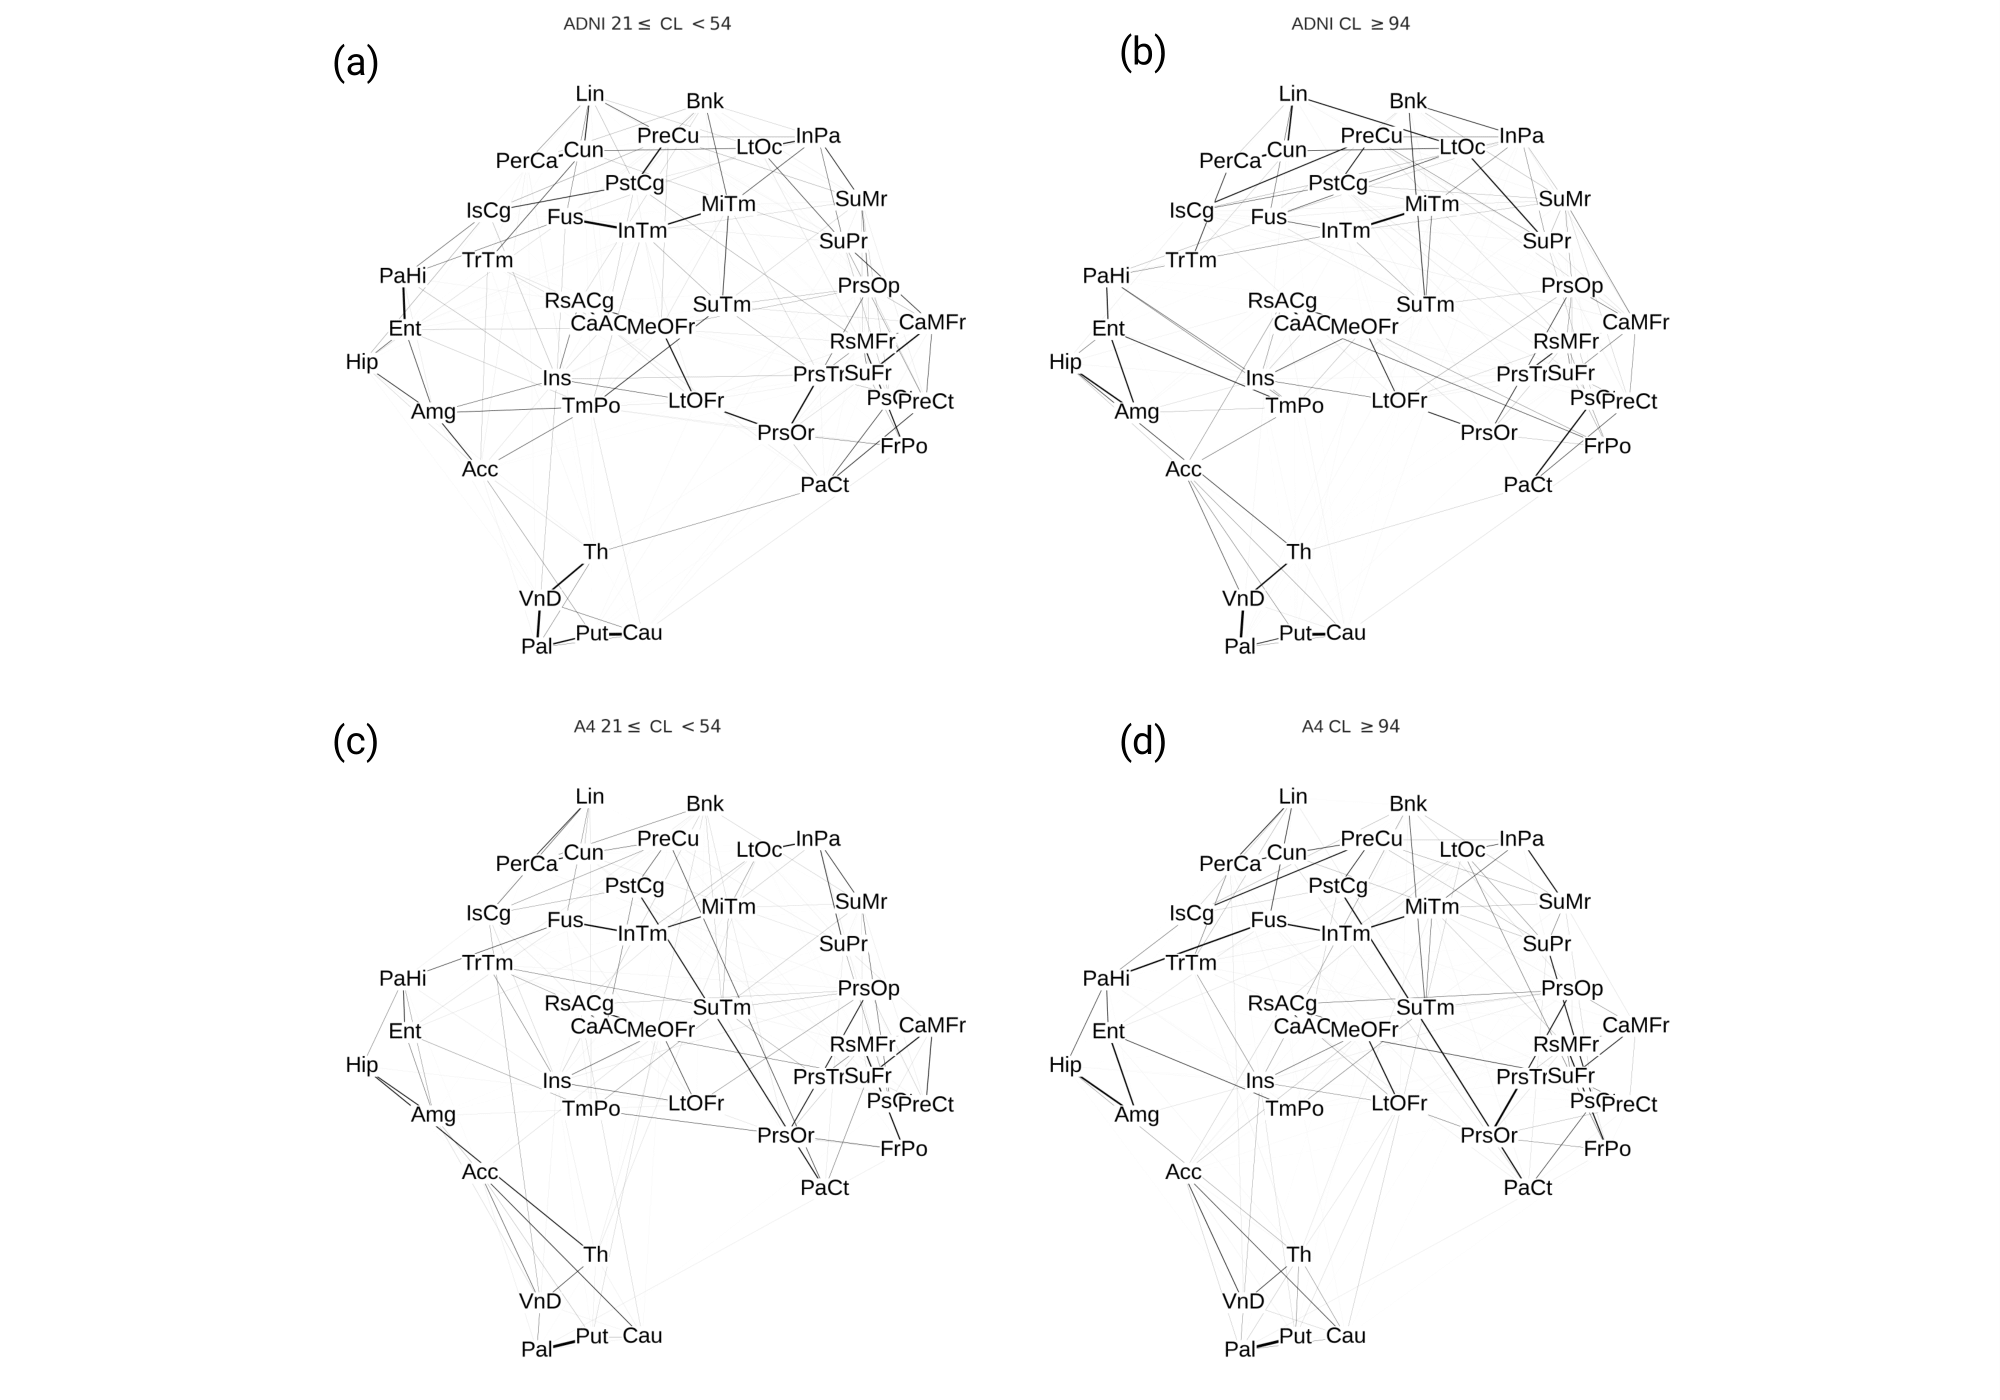 ADNI 21 ≤ CL < 54
ADNI CL ≥ 94
(a)
(b)
Lin
Bnk
PreCu
InPa
Cun
LtOc
PerCa
PstCg
IsCg
Fus
MiTm
SuMr
InTm
SuPr
TrTm
PaHi
RsACg
SuTm
PrsOp
Ent
CaAC
MeOFr
CaMFr
Hip
RsMFr
Ins
PrsTr
SuFr
Amg
TmPo
LtOFr
PreCt
PrsOr
FrPo
Acc
PaCt
Th
VnD
Pal
Put
Cau
Lin
Bnk
PreCu
InPa
Cun
LtOc
PerCa
PstCg
IsCg
Fus
MiTm
SuMr
InTm
SuPr
TrTm
PaHi
RsACg
SuTm
PrsOp
Ent
CaAC
MeOFr
CaMFr
Hip
RsMFr
Ins
PrsTr
SuFr
Amg
TmPo
LtOFr
PreCt
PrsOr
FrPo
Acc
PaCt
Th
VnD
Pal
Put
Cau
A4 21 ≤ CL < 54
A4 CL ≥ 94
(c)
(d)
Lin
Bnk
PreCu
InPa
Cun
LtOc
PerCa
PstCg
IsCg
Fus
MiTm
SuMr
InTm
SuPr
TrTm
PaHi
RsACg
SuTm
PrsOp
Ent
CaAC
MeOFr
CaMFr
Hip
RsMFr
Ins
PrsTr
SuFr
Amg
TmPo
LtOFr
PreCt
PrsOr
FrPo
Acc
PaCt
Th
VnD
Pal
Put
Cau
Lin
Bnk
PreCu
InPa
Cun
LtOc
PerCa
PstCg
IsCg
Fus
MiTm
SuMr
InTm
SuPr
TrTm
PaHi
RsACg
SuTm
PrsOp
Ent
CaAC
MeOFr
CaMFr
Hip
RsMFr
Ins
PrsTr
SuFr
Amg
TmPo
LtOFr
PreCt
PrsOr
FrPo
Acc
PaCt
Th
VnD
Pal
Put
Cau